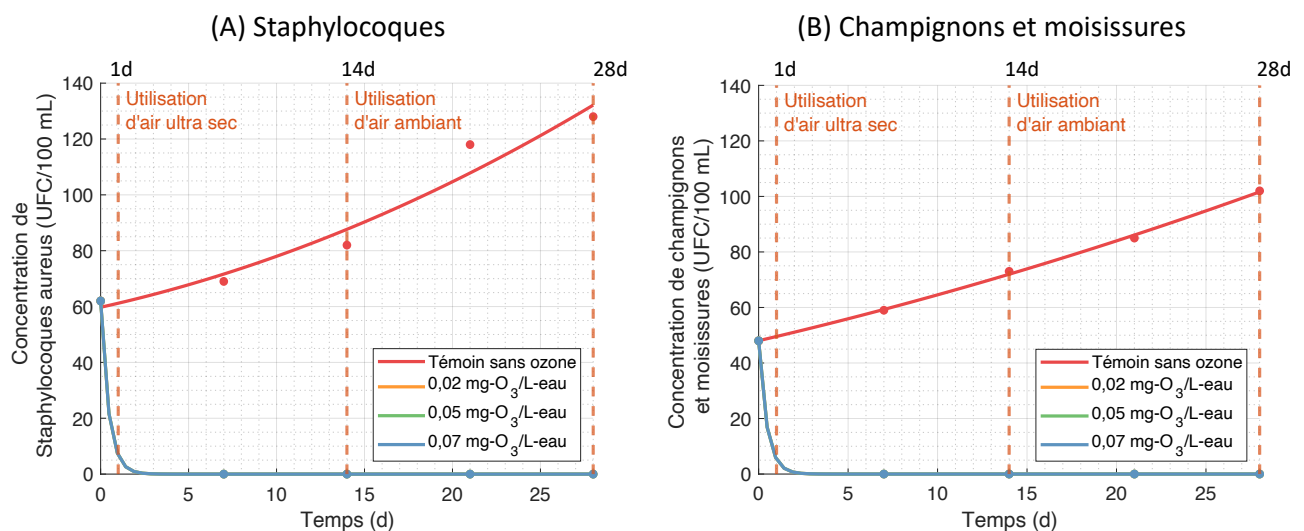 (A) Staphylocoques
1d
14d
28d
140
120
100
80
60
40
20
0
Concentration de
Staphylocoques aureus (UFC/100 mL)
Utilisation
d'air ultra sec
Utilisation
d'air ambiant
Témoin sans ozone
0,02 mg-O3/L-eau
0,05 mg-O3/L-eau
0,07 mg-O3/L-eau
0
5
10
15
20
25
Temps (d)
(B) Champignons et moisissures
1d
14d
28d
140
120
100
80
60
40
20
0
Concentration de champignons
et moisissures (UFC/100 mL)
Utilisation
d'air ultra sec
Utilisation
d'air ambiant
Témoin sans ozone
0,02 mg-O3/L-eau
0,05 mg-O3/L-eau
0,07 mg-O3/L-eau
0
5
10
15
20
25
Temps (d)